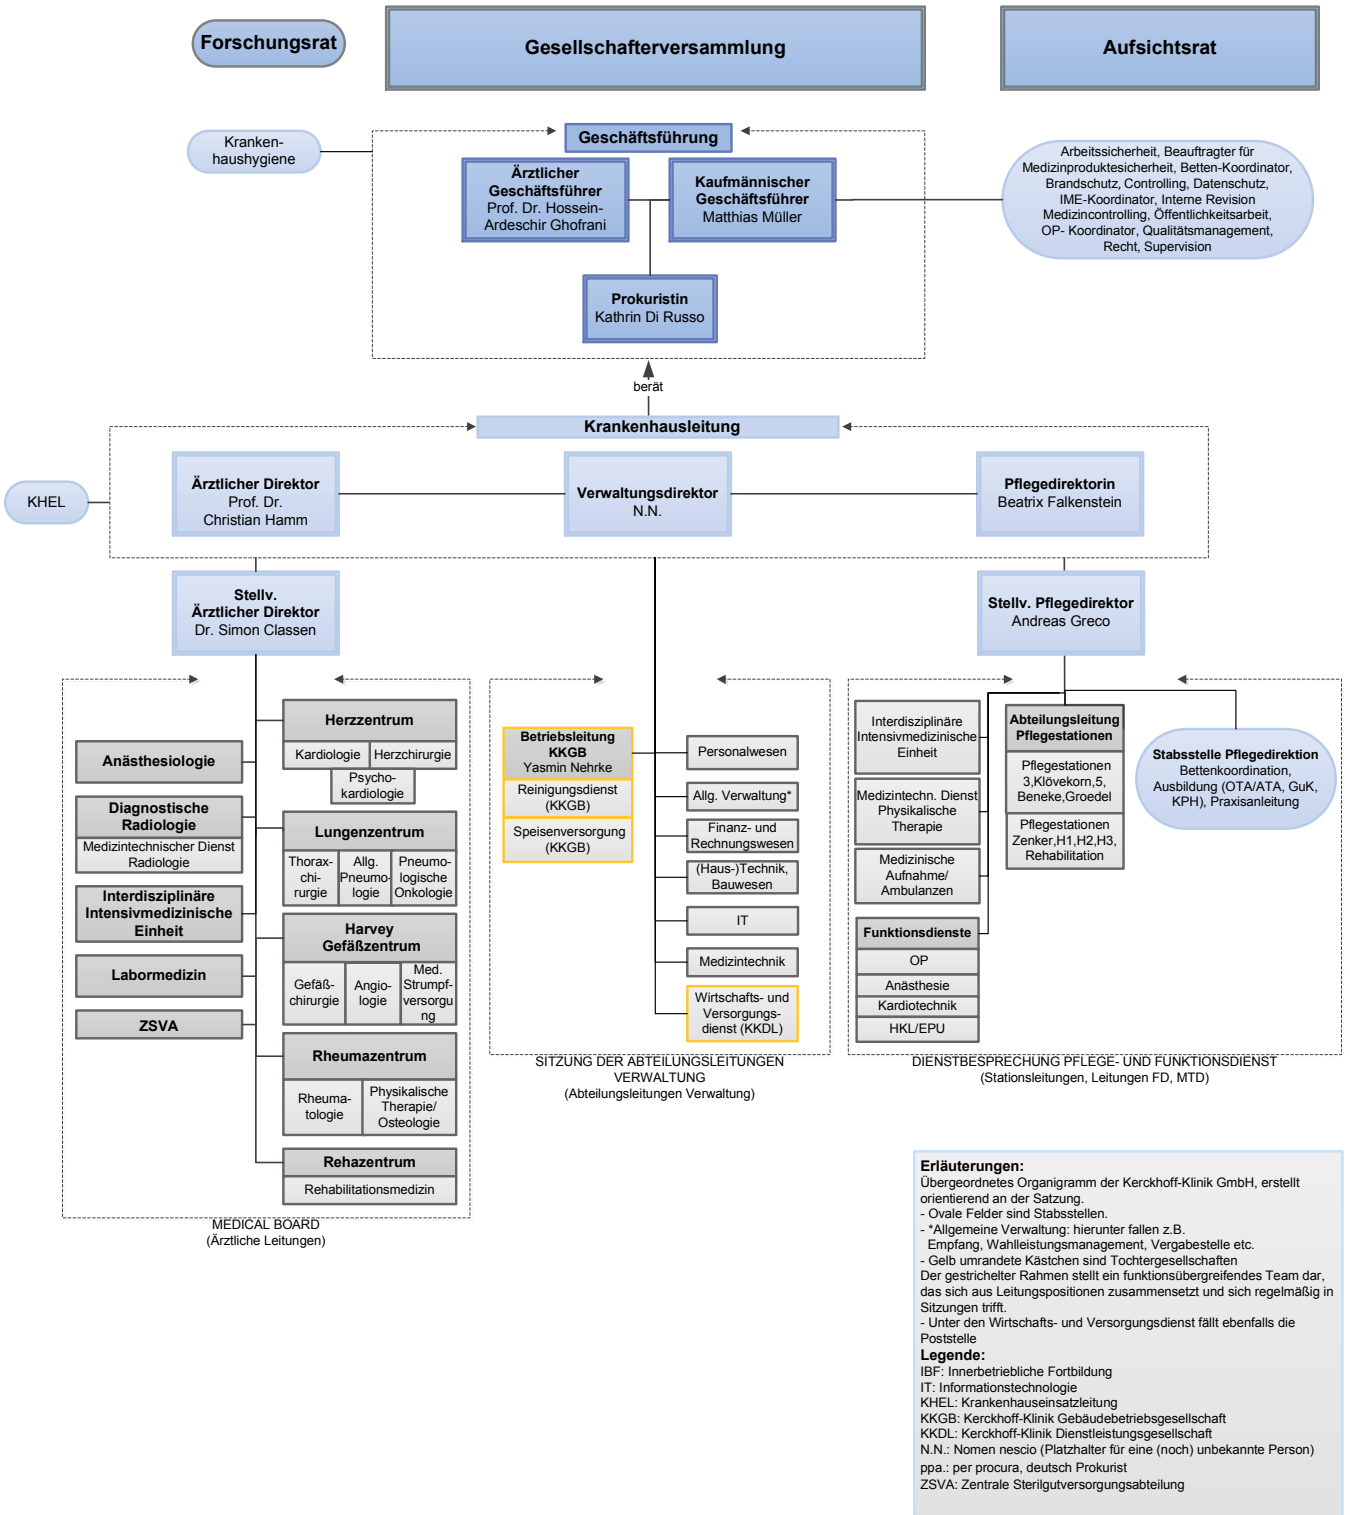 Forschungsrat
Gesellschafterversammlung
Aufsichtsrat
Kranken-
haushygiene
Geschäftsführung
Ärztlicher
Geschäftsführer
Prof. Dr. Hossein-
Ardeschir Ghofrani
Kaufmännischer
Geschäftsführer
Matthias Müller
Arbeitssicherheit, Beauftragter für
Medizinproduktesicherheit, Betten-Koordinator,
Brandschutz, Controlling, Datenschutz,
IME-Koordinator, Interne Revision
Medizincontrolling, Öffentlichkeitsarbeit,
OP- Koordinator, Qualitätsmanagement,
Recht, Supervision
Prokuristin
Kathrin Di Russo
berät
Krankenhausleitung
KHEL
Ärztlicher Direktor
Prof. Dr.
Christian Hamm
Verwaltungsdirektor
N.N.
Pflegedirektorin
Beatrix Falkenstein
Stellv.
Ärztlicher Direktor
Dr. Simon Classen
Stellv. Pflegedirektor
Andreas Greco
Anästhesiologie
Diagnostische
Radiologie
Medizintechnischer Dienst
Radiologie
Interdisziplinäre
Intensivmedizinische
Einheit
Labormedizin
ZSVA
Herzzentrum
Kardiologie
Herzchirurgie
Psycho-
kardiologie
Lungenzentrum
Thorax-
chi-
rurgie
Allg.
Pneumo-
logie
Pneumo-
logische
Onkologie
Harvey
Gefäßzentrum
Gefäß-
chirurgie
Angio-
logie
Med.
Strumpf-
versorgu
ng
Rheumazentrum
Rheuma-
tologie
Physikalische
Therapie/
Osteologie
Rehazentrum
Rehabilitationsmedizin
MEDICAL BOARD
(Ärztliche Leitungen)
Betriebsleitung
KKGB
Yasmin Nehrke
Reinigungsdienst
(KKGB)
Speisenversorgung
(KKGB)
Personalwesen
Allg. Verwaltung*
Finanz- und
Rechnungswesen
(Haus-)Technik,
Bauwesen
IT
Medizintechnik
Wirtschafts- und
Versorgungs-
dienst (KKDL)
SITZUNG DER ABTEILUNGSLEITUNGEN
VERWALTUNG
(Abteilungsleitungen Verwaltung)
Interdisziplinäre
Intensivmedizinische
Einheit
Medizintechn. Dienst
Physikalische
Therapie
Medizinische
Aufnahme/
Ambulanzen
Funktionsdienste
OP
Anästhesie
Kardiotechnik
HKL/EPU
Abteilungsleitung
Pflegestationen
Pflegestationen
3,Klövekorn,5,
Beneke,Groedel
Pflegestationen
Zenker,H1,H2,H3,
Rehabilitation
Stabsstelle Pflegedirektion
Bettenkoordination,
Ausbildung (OTA/ATA, GuK,
KPH), Praxisanleitung
DIENSTBESPRECHUNG PFLEGE- UND FUNKTIONSDIENST
(Stationsleitungen, Leitungen FD, MTD)
Erläuterungen:
Übergeordnetes Organigramm der Kerckhoff-Klinik GmbH, erstellt
orientierend an der Satzung.
- Ovale Felder sind Stabsstellen.
- *Allgemeine Verwaltung: hierunter fallen z.B.
Empfang, Wahlleistungsmanagement, Vergabestelle etc.
- Gelb umrandete Kästchen sind Tochtergesellschaften
Der gestrichelter Rahmen stellt ein funktionsübergreifendes Team dar,
das sich aus Leitungspositionen zusammensetzt und sich regelmäßig in
Sitzungen trifft.
- Unter den Wirtschafts- und Versorgungsdienst fällt ebenfalls die
Poststelle
Legende:
IBF: Innerbetriebliche Fortbildung
IT: Informationstechnologie
KHEL: Krankenhauseinsatzleitung
KKGB: Kerckhoff-Klinik Gebäudebetriebsgesellschaft
KKDL: Kerckhoff-Klinik Dienstleistungsgesellschaft
N.N.: Nomen nescio (Platzhalter für eine (noch) unbekannte Person)
ppa.: per procura, deutsch Prokurist
ZSVA: Zentrale Sterilgutversorgungsabteilung